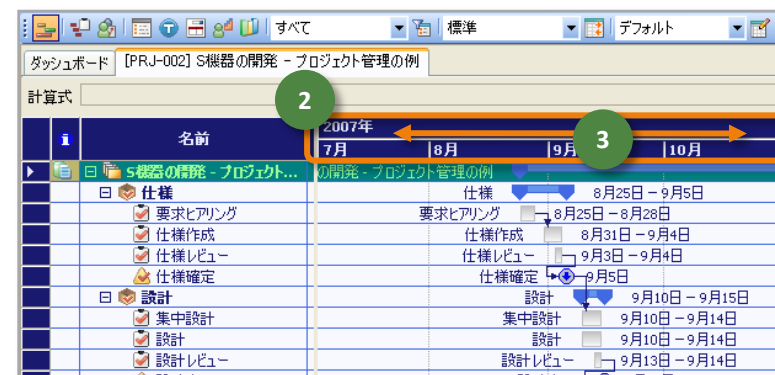 すべて 標準 デフォルト
ダッシュボード [PRJ-002] S機器の開発 - プロジェクト管理の例
計算式
2
名前 2007年
7月 8月 9月 10月
3
S機器の開発 - プロジェクト... の開発 - プロジェクト管理の例
仕様 仕様 8月25日 - 9月5日
要求ヒアリング 要求ヒアリング 8月25日 - 8月28日
仕様作成 仕様作成 8月31日 - 9月4日
仕様レビュー 仕様レビュー 9月3日 - 9月4日
仕様確定 仕様確定 9月5日
設計 設計 9月10日 - 9月15日
集中設計 集中設計 9月10日 - 9月14日
設計 設計 9月10日 - 9月14日
設計レビュー 設計レビュー 9月13日 - 9月14日